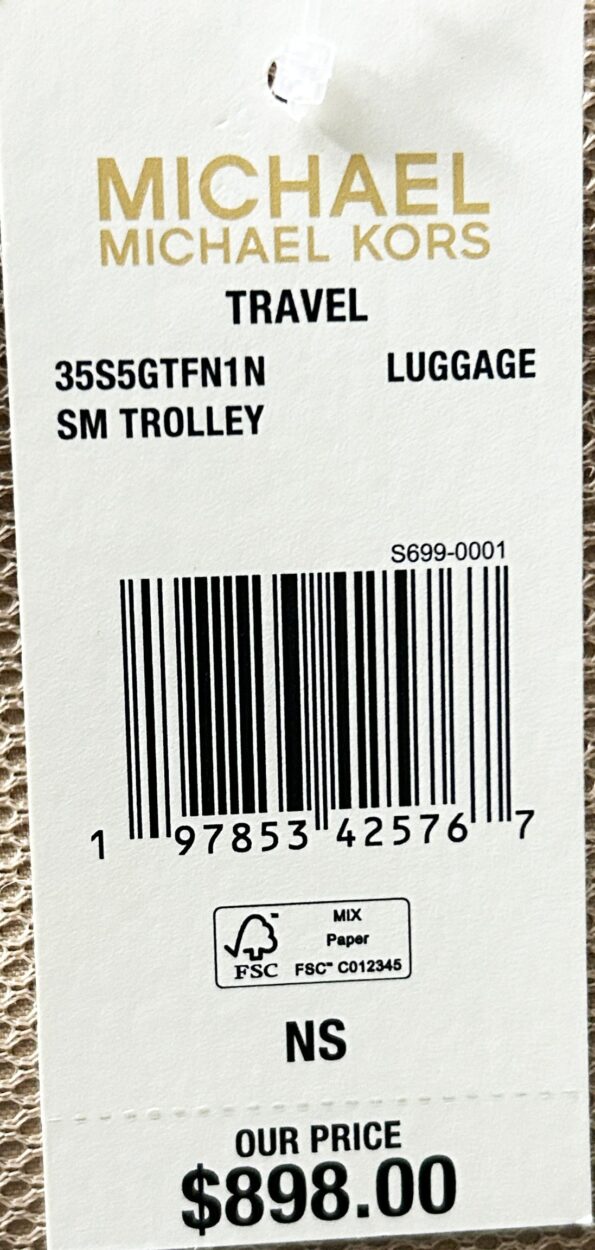 MICHAEL
MICHAEL KORS
TRAVEL
35S5GTFN1N LUGGAGE
SM TROLLEY
S699-0001
1 97853 42576 7
MIX
Paper
FSC™ C012345
FSC
NS
OUR PRICE
$898.00